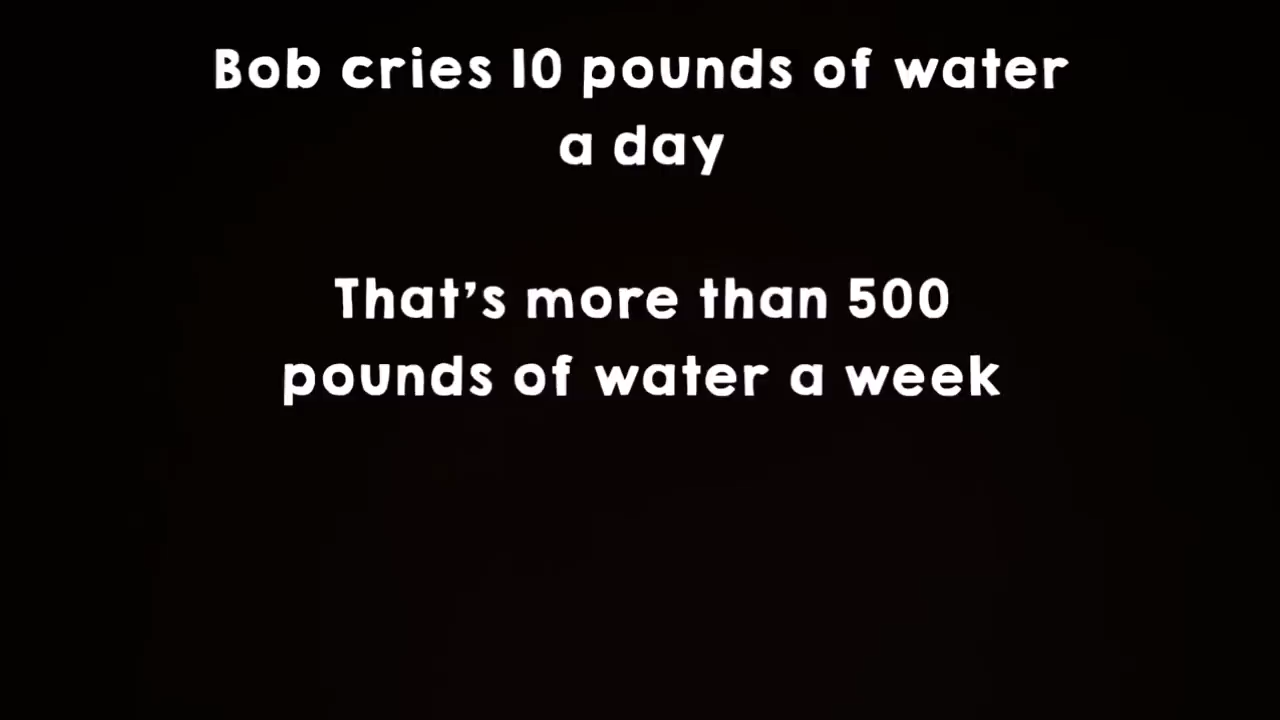 Bob cries 10 pounds of water
a day
That's more than 500
pounds of water a week